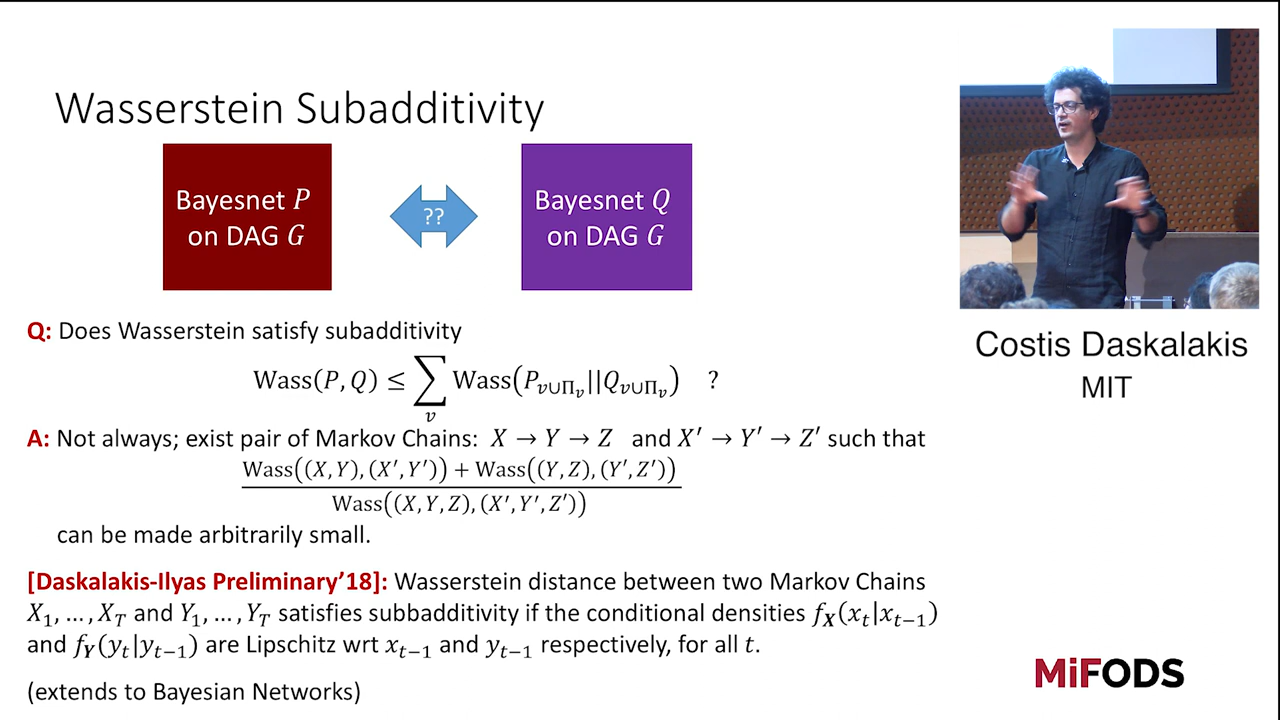 Wasserstein Subadditivity
Bayesnet P
on DAG G
??
Bayesnet Q
on DAG G
Q: Does Wasserstein satisfy subadditivity
Wass(P, Q) ≤ ∑_v Wass(P_{v∪Π_v}||Q_{v∪Π_v}) ?
A: Not always; exist pair of Markov Chains: X → Y → Z and X′ → Y′ → Z′ such that
Wass((X, Y), (X′, Y′)) + Wass((Y, Z), (Y′, Z′))
Wass((X, Y, Z), (X′, Y′, Z′))
can be made arbitrarily small.
[Daskalakis-Ilyas Preliminary’18]: Wasserstein distance between two Markov Chains
X_1, … , X_T and Y_1, … , Y_T satisfies subbadditivity if the conditional densities f_X(x_t|x_{t−1})
and f_Y(y_t|y_{t−1}) are Lipschitz wrt x_{t−1} and y_{t−1} respectively, for all t.
(extends to Bayesian Networks)
Costis Daskalakis
MIT
MiFODS